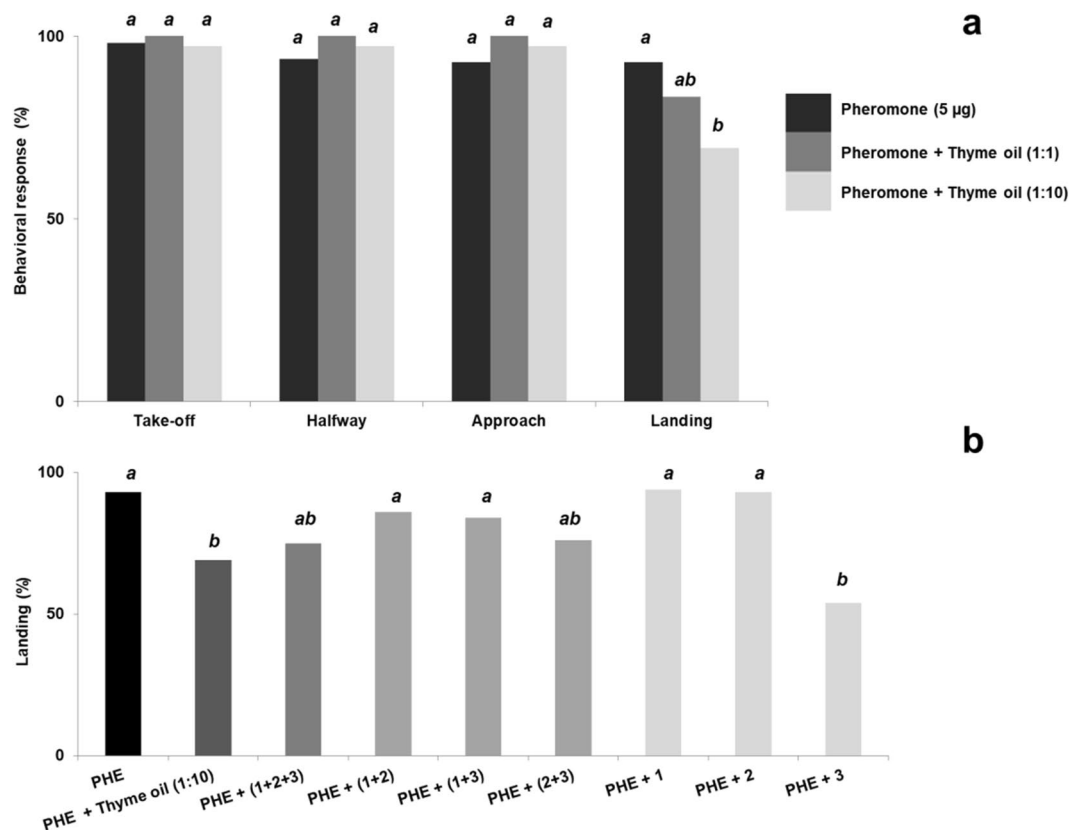 a
a a a
a a a
a a a
a ab b
100
50
0
Behavioral response (%)
Take-off Halfway Approach Landing
Pheromone (5 µg)
Pheromone + Thyme oil (1:1)
Pheromone + Thyme oil (1:10)
b
100
50
0
Landing (%)
a b ab a a ab a a b
PHE
PHE + Thyme oil (1:10)
PHE + (1+2+3)
PHE + (1+2)
PHE + (1+3)
PHE + (2+3)
PHE + 1
PHE + 2
PHE + 3